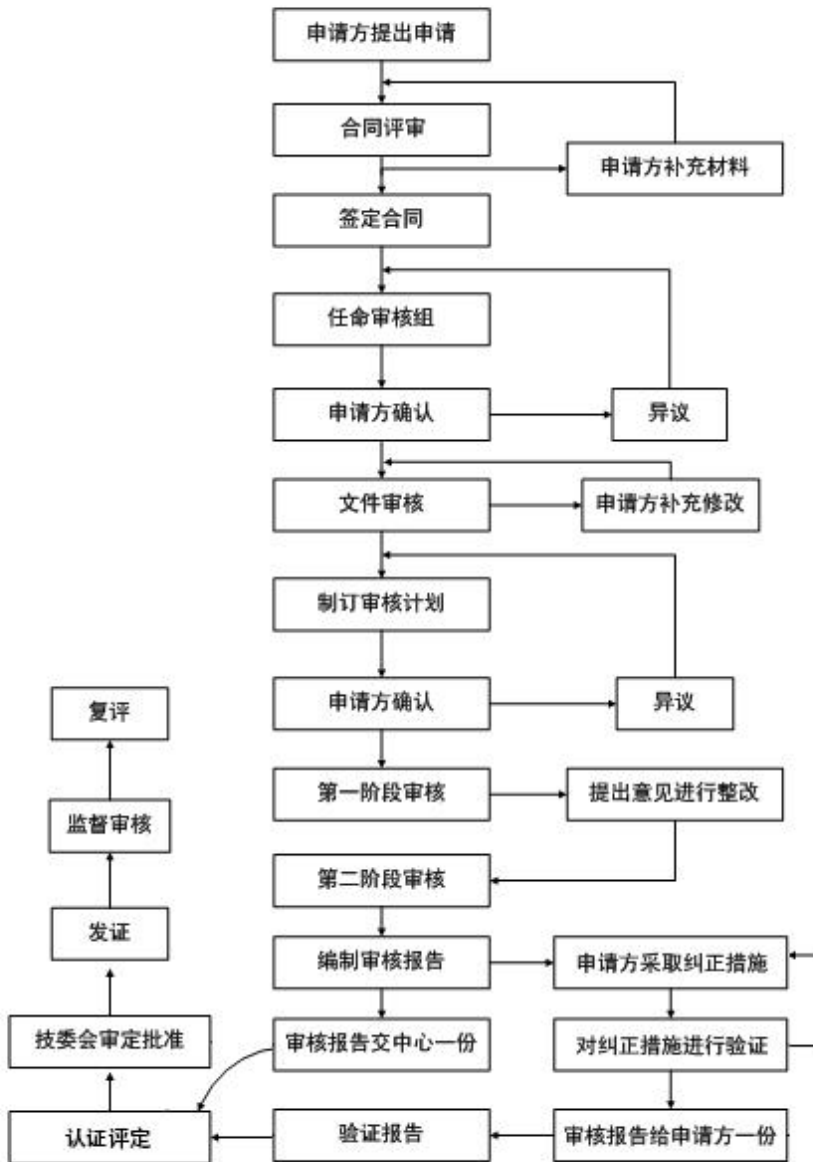 申请方提出申请
合同评审
申请方补充材料
签定合同
任命审核组
申请方确认
异议
文件审核
申请方补充修改
制订审核计划
申请方确认
异议
复评
第一阶段审核
提出意见进行整改
监督审核
第二阶段审核
发证
编制审核报告
申请方采取纠正措施
技委会审定批准
审核报告交中心一份
对纠正措施进行验证
认证评定
验证报告
审核报告给申请方一份